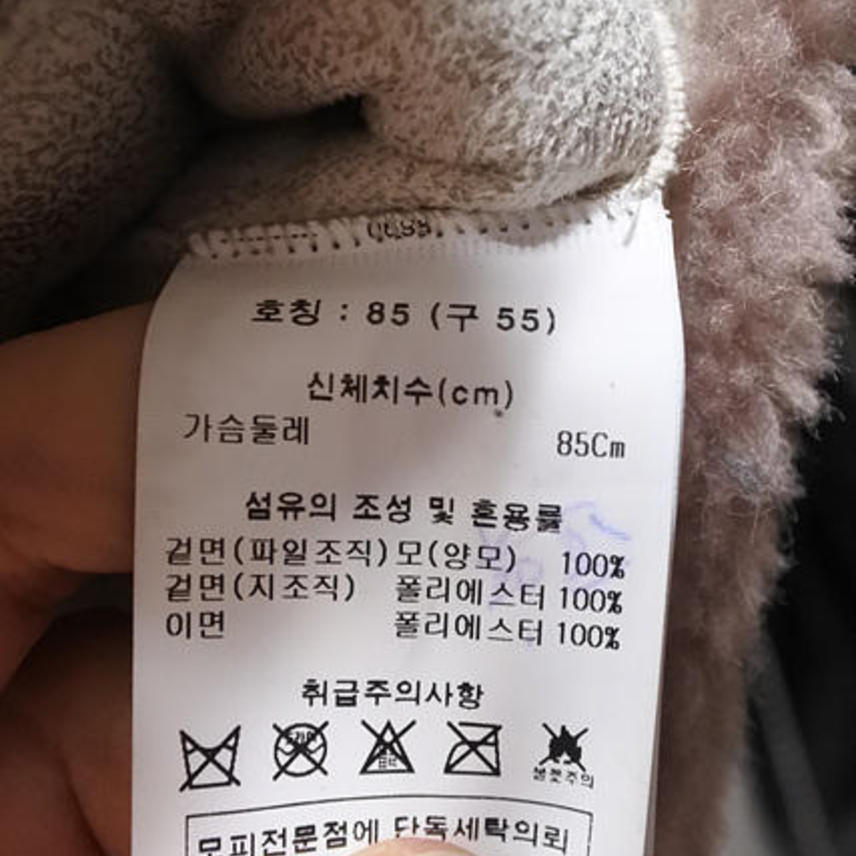 호칭 : 85 (구 55)
신체치수(cm)
가슴둘레 85Cm
섬유의 조성 및 혼용률
겉면(파일조직)모(양모) 100%
겉면(지조직) 폴리에스터 100%
이면 폴리에스터 100%
취급주의사항
불꽃주의
모피전문점에 단독세탁의뢰